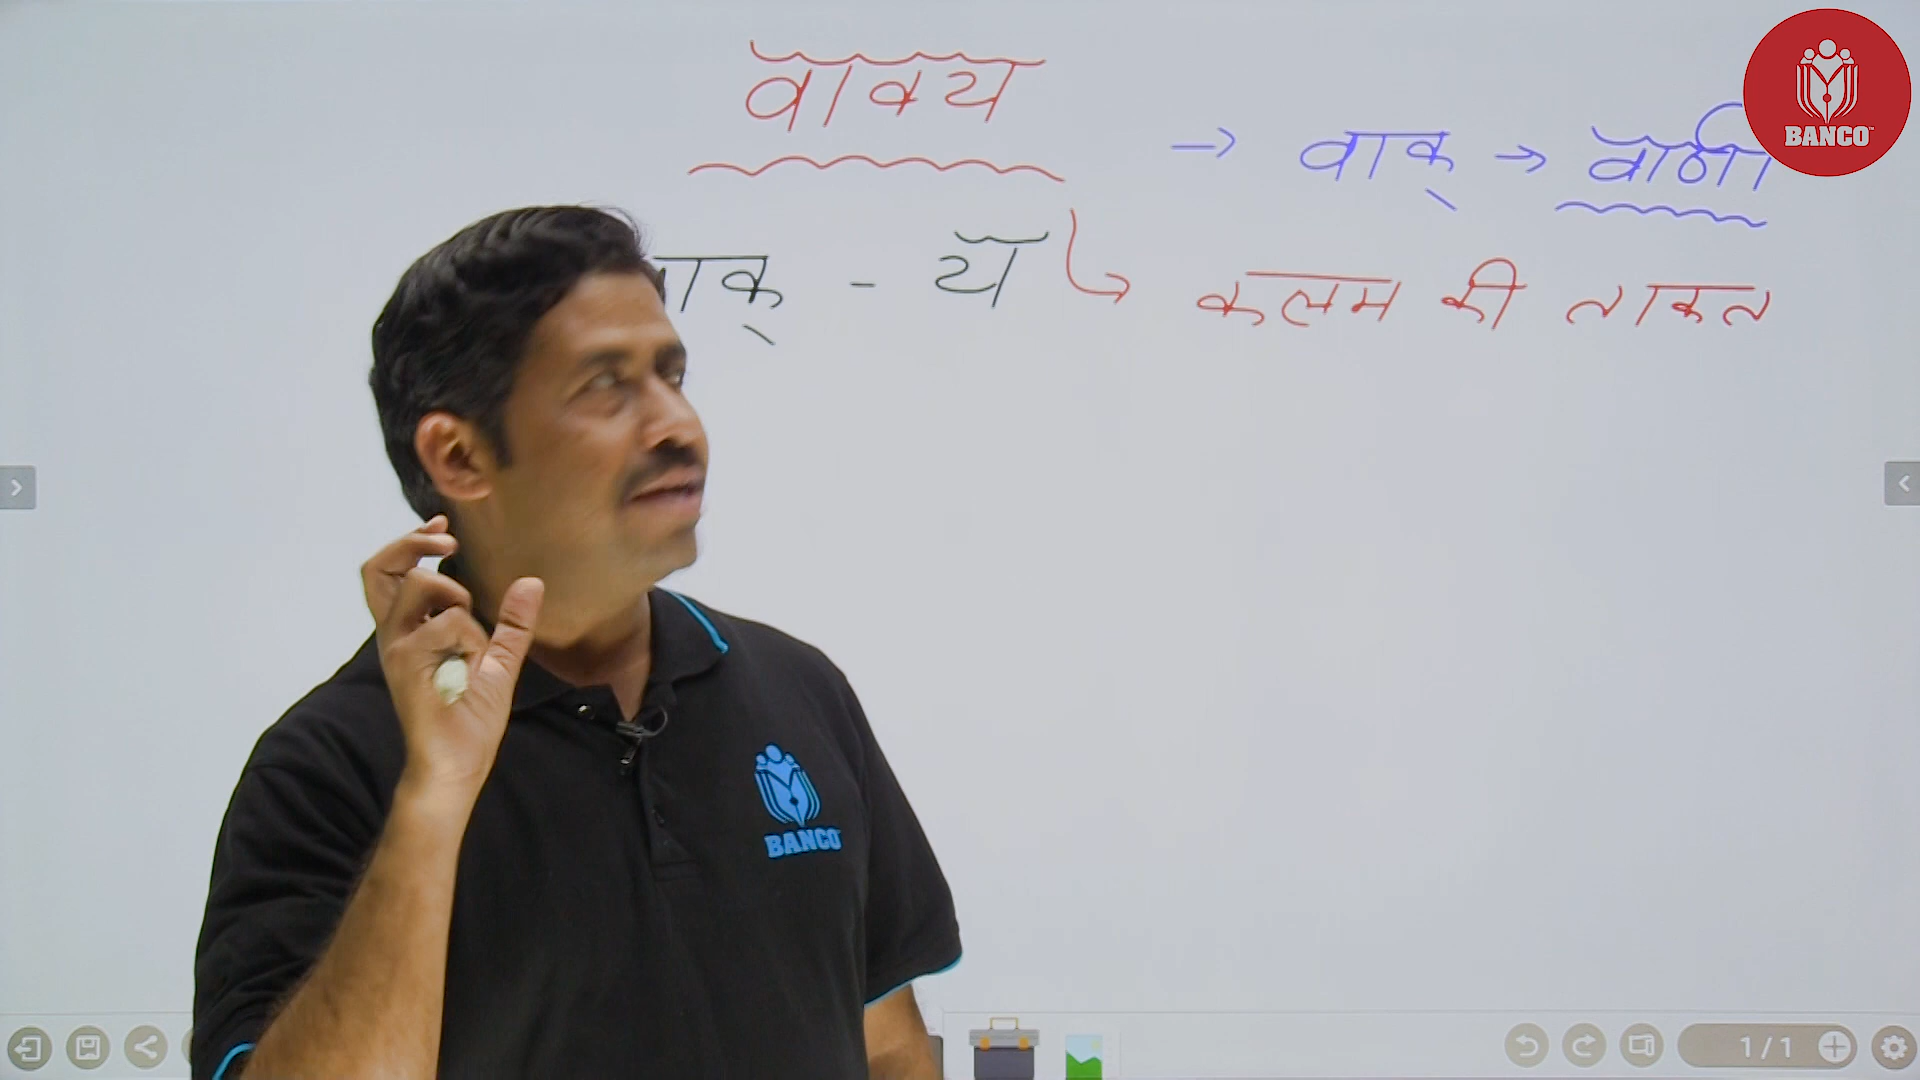 वाक्य
→ वाक् → वाणी
वाक् - य
कलम की ताकत
BANCO
BANCO
1/1